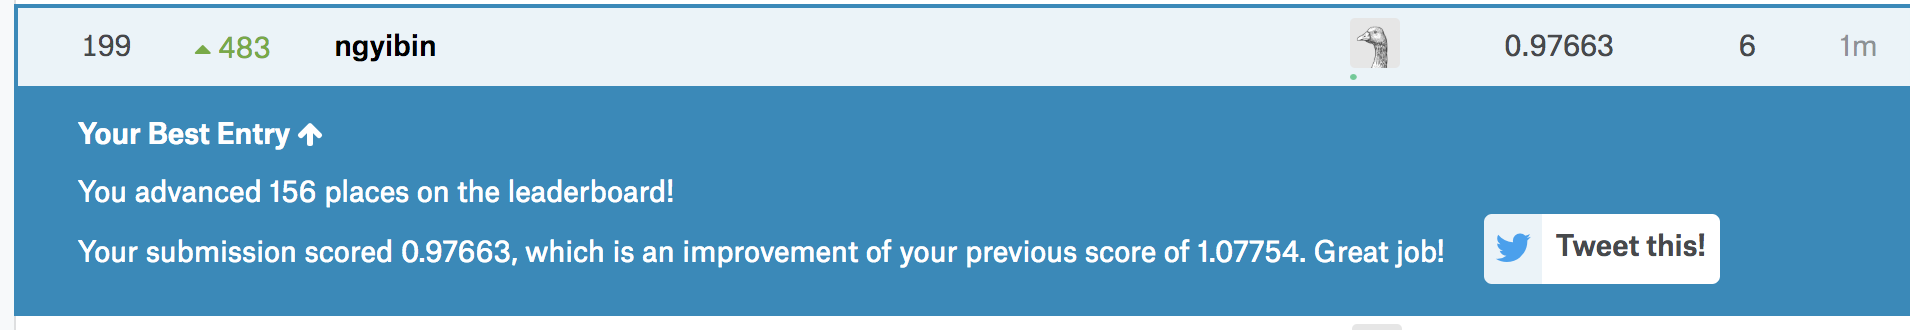 199 483 ngyibin 0.97663 6 1m
Your Best Entry
You advanced 156 places on the leaderboard!
Your submission scored 0.97663, which is an improvement of your previous score of 1.07754. Great job! Tweet this!